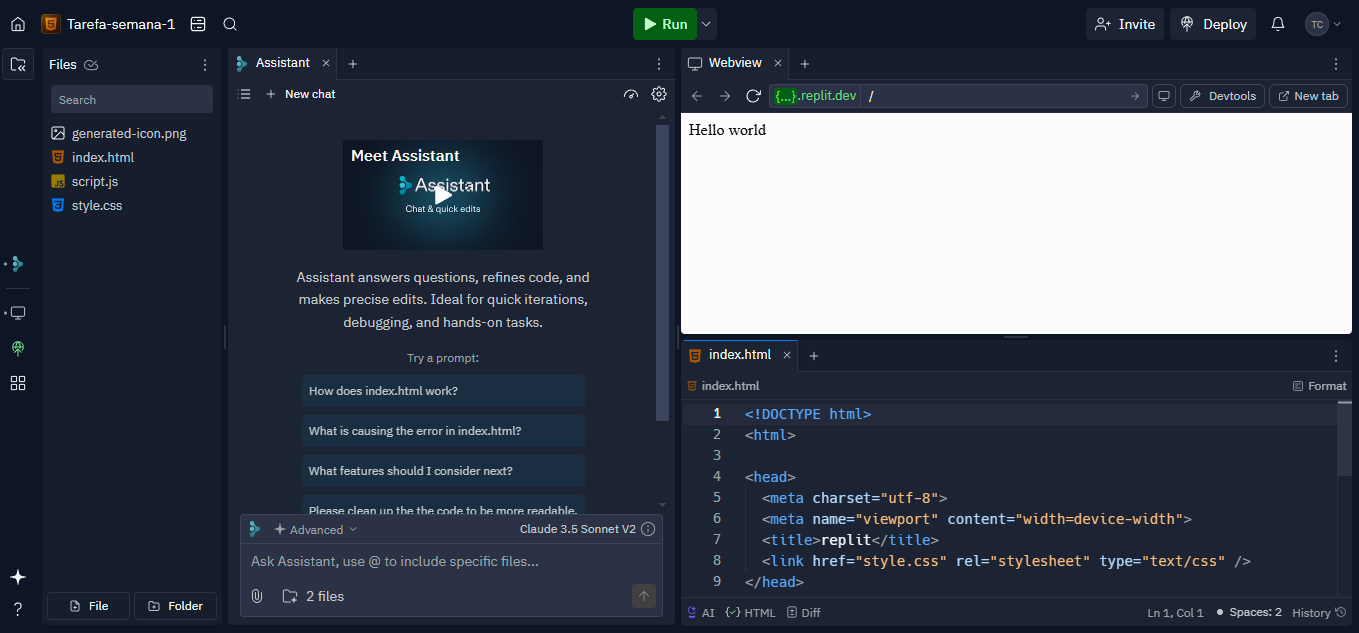 Tarefa-semana-1
Run
Invite
Deploy
TC
Files
Search
generated-icon.png
index.html
script.js
style.css
File
Folder
Assistant
New chat
Meet Assistant
Assistant
Chat & quick edits
Assistant answers questions, refines code, and
makes precise edits. Ideal for quick iterations,
debugging, and hands-on tasks.
Try a prompt:
How does index.html work?
What is causing the error in index.html?
What features should I consider next?
Please clean up the the code to be more readable.
Advanced
Claude 3.5 Sonnet V2
Ask Assistant, use @ to include specific files...
2 files
Webview
{...}.replit.dev /
Devtools
New tab
Hello world
index.html
index.html
Format
1 <!DOCTYPE html>
2 <html>
3
4 <head>
5 <meta charset="utf-8">
6 <meta name="viewport" content="width=device-width">
7 <title>replit</title>
8 <link href="style.css" rel="stylesheet" type="text/css" />
9 </head>
AI
HTML
Diff
Ln 1, Col 1
Spaces: 2
History